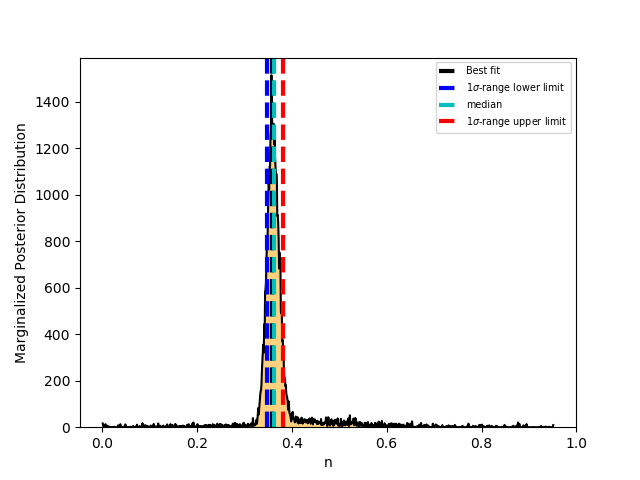 Best fit
1σ-range lower limit
median
1σ-range upper limit
Marginalized Posterior Distribution
1400
1200
1000
800
600
400
200
0
0.0 0.2 0.4 0.6 0.8 1.0
n